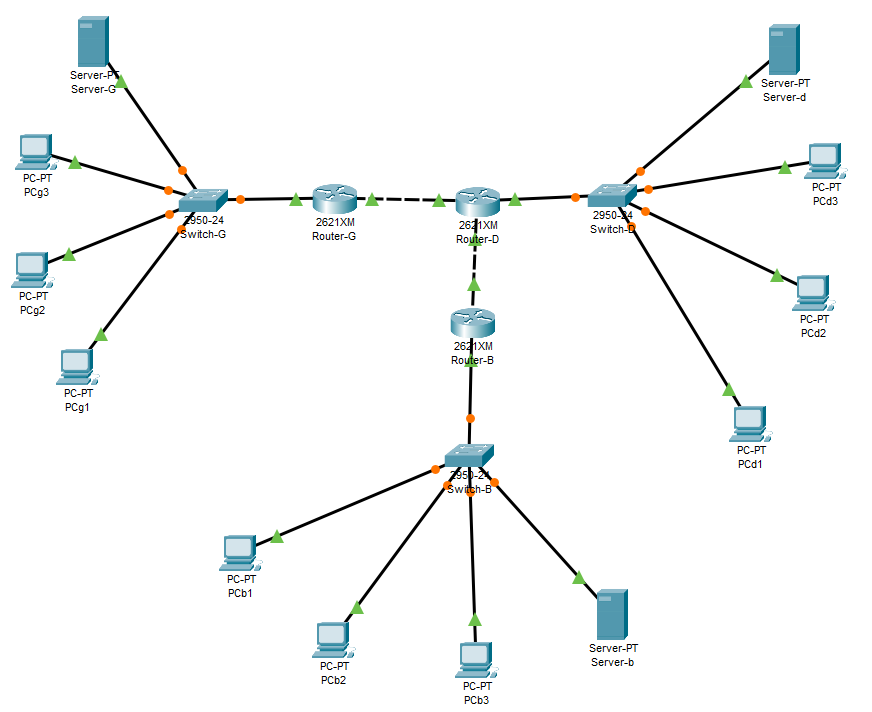 Server-PT
Server-G
Server-PT
Server-d
PC-PT
PCg3
PC-PT
PCd3
2950-24
Switch-G
2621XM
Router-G
2621XM
Router-D
2950-24
Switch-D
PC-PT
PCg2
PC-PT
PCd2
2621XM
Router-B
PC-PT
PCg1
PC-PT
PCd1
2950-24
Switch-B
PC-PT
PCb1
PC-PT
PCb2
PC-PT
PCb3
Server-PT
Server-b